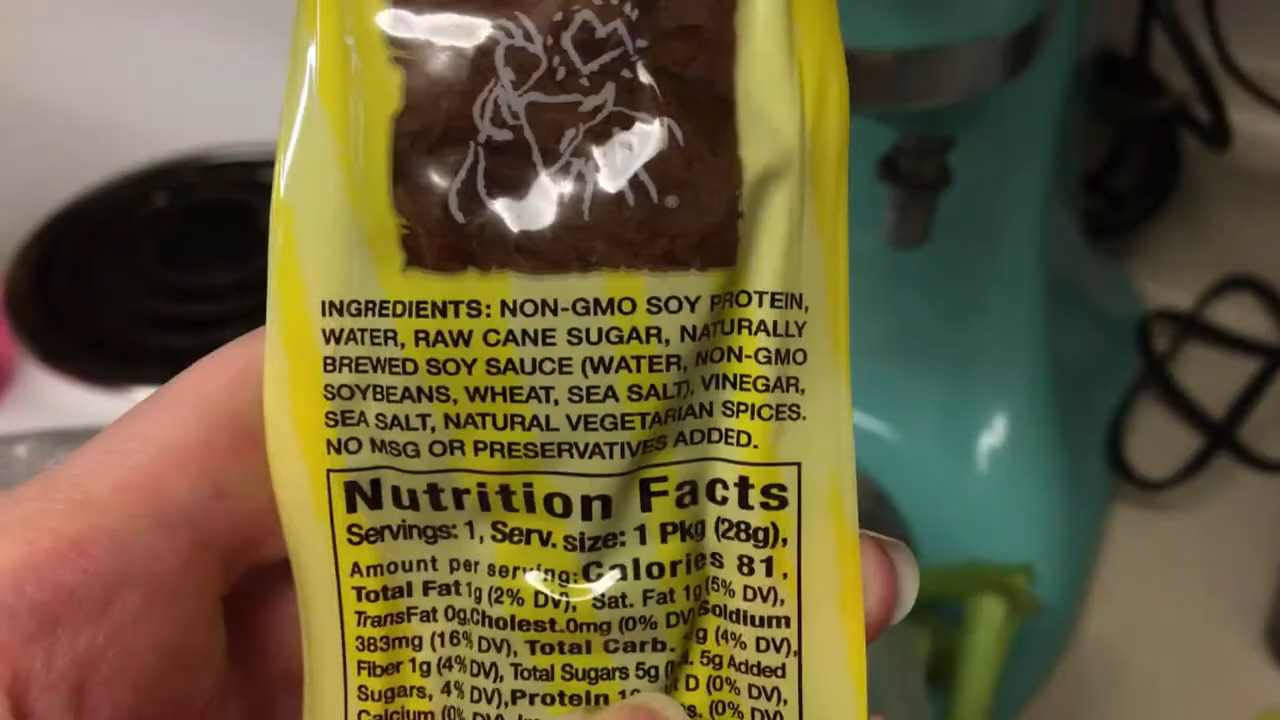 ®
INGREDIENTS: NON-GMO SOY PROTEIN,
WATER, RAW CANE SUGAR, NATURALLY
BREWED SOY SAUCE (WATER, NON-GMO
SOYBEANS, WHEAT, SEA SALT), VINEGAR,
SEA SALT, NATURAL VEGETARIAN SPICES.
NO MSG OR PRESERVATIVES ADDED.
Nutrition Facts
Servings: 1, Serv. size: 1 Pkg (28g),
Amount per serving: Calories 81,
Total Fat 1g (2% DV), Sat. Fat 1g (5% DV),
TransFat 0g, Cholest. 0mg (0% DV) Soldium
383mg (16% DV), Total Carb. g (4% DV),
Fiber 1g (4% DV), Total Sugars 5g 5g Added
Sugars, 4% DV), Protein D (0% DV),
Calcium (0% DV), (0% DV)